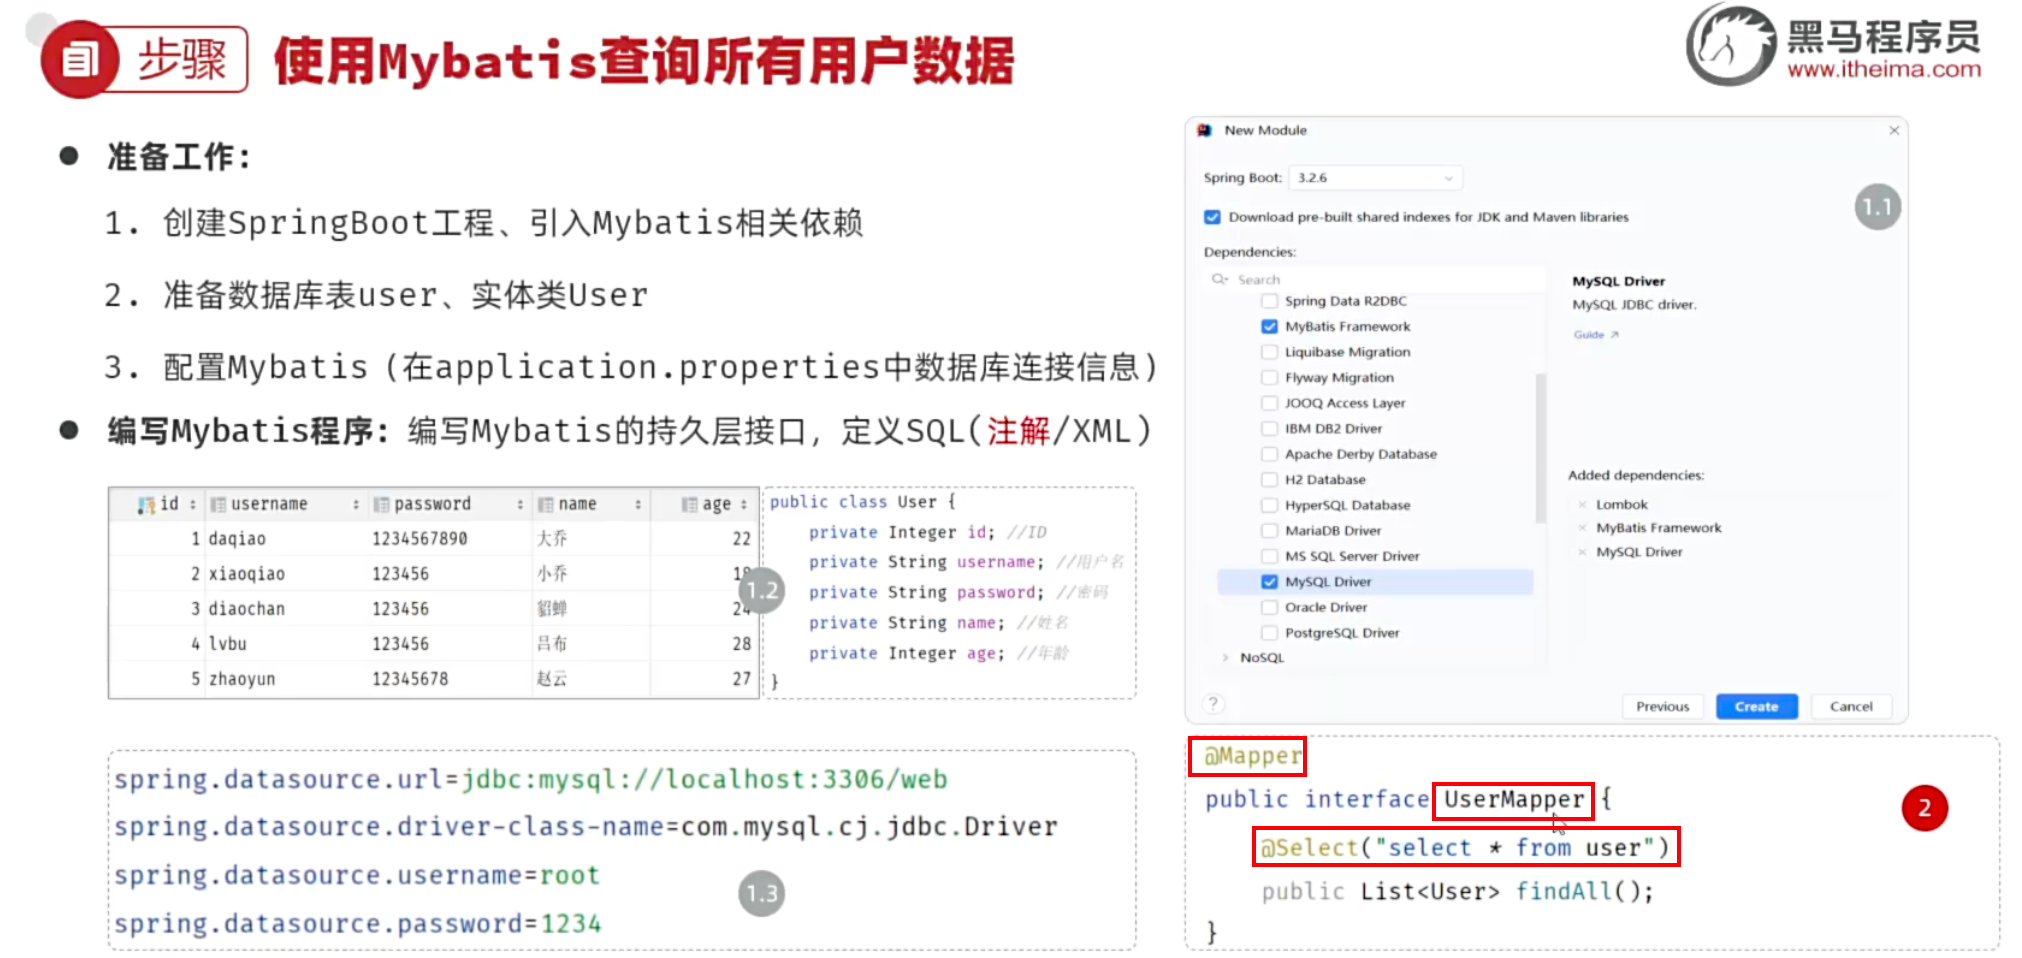 步骤
使用Mybatis查询所有用户数据
黑马程序员
www.itheima.com
准备工作：
1. 创建SpringBoot工程、引入Mybatis相关依赖
2. 准备数据库表user、实体类User
3. 配置Mybatis（在application.properties中数据库连接信息）
编写Mybatis程序：编写Mybatis的持久层接口，定义SQL(注解/XML)
id username password name age
1 daqiao 1234567890 大乔 22
2 xiaoqiao 123456 小乔
3 diaochan 123456 貂蝉 24
4 lvbu 123456 吕布 28
5 zhaoyun 12345678 赵云 27
1.2
public class User {
private Integer id; //ID
private String username; //用户名
private String password; //密码
private String name; //姓名
private Integer age; //年龄
}
spring.datasource.url=jdbc:mysql://localhost:3306/web
spring.datasource.driver-class-name=com.mysql.cj.jdbc.Driver
spring.datasource.username=root
spring.datasource.password=1234
1.3
New Module
Spring Boot: 3.2.6
Download pre-built shared indexes for JDK and Maven libraries
1.1
Dependencies:
Search
Spring Data R2DBC
MyBatis Framework
Liquibase Migration
Flyway Migration
JOOQ Access Layer
IBM DB2 Driver
Apache Derby Database
H2 Database
HyperSQL Database
MariaDB Driver
MS SQL Server Driver
MySQL Driver
Oracle Driver
PostgreSQL Driver
NoSQL
MySQL Driver
MySQL JDBC driver.
Guide
Added dependencies:
Lombok
MyBatis Framework
MySQL Driver
?
Previous Create Cancel
@Mapper
public interface UserMapper {
@Select("select * from user")
public List<User> findAll();
}
2